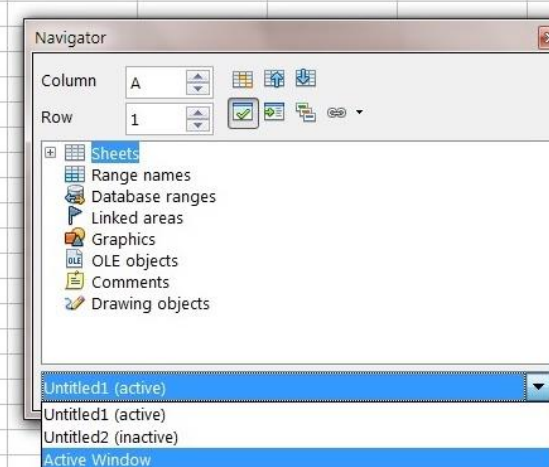 Navigator
Column A
Row 1
Sheets
Range names
Database ranges
Linked areas
Graphics
OLE objects
Comments
Drawing objects
Untitled1 (active)
Untitled1 (active)
Untitled2 (inactive)
Active Window